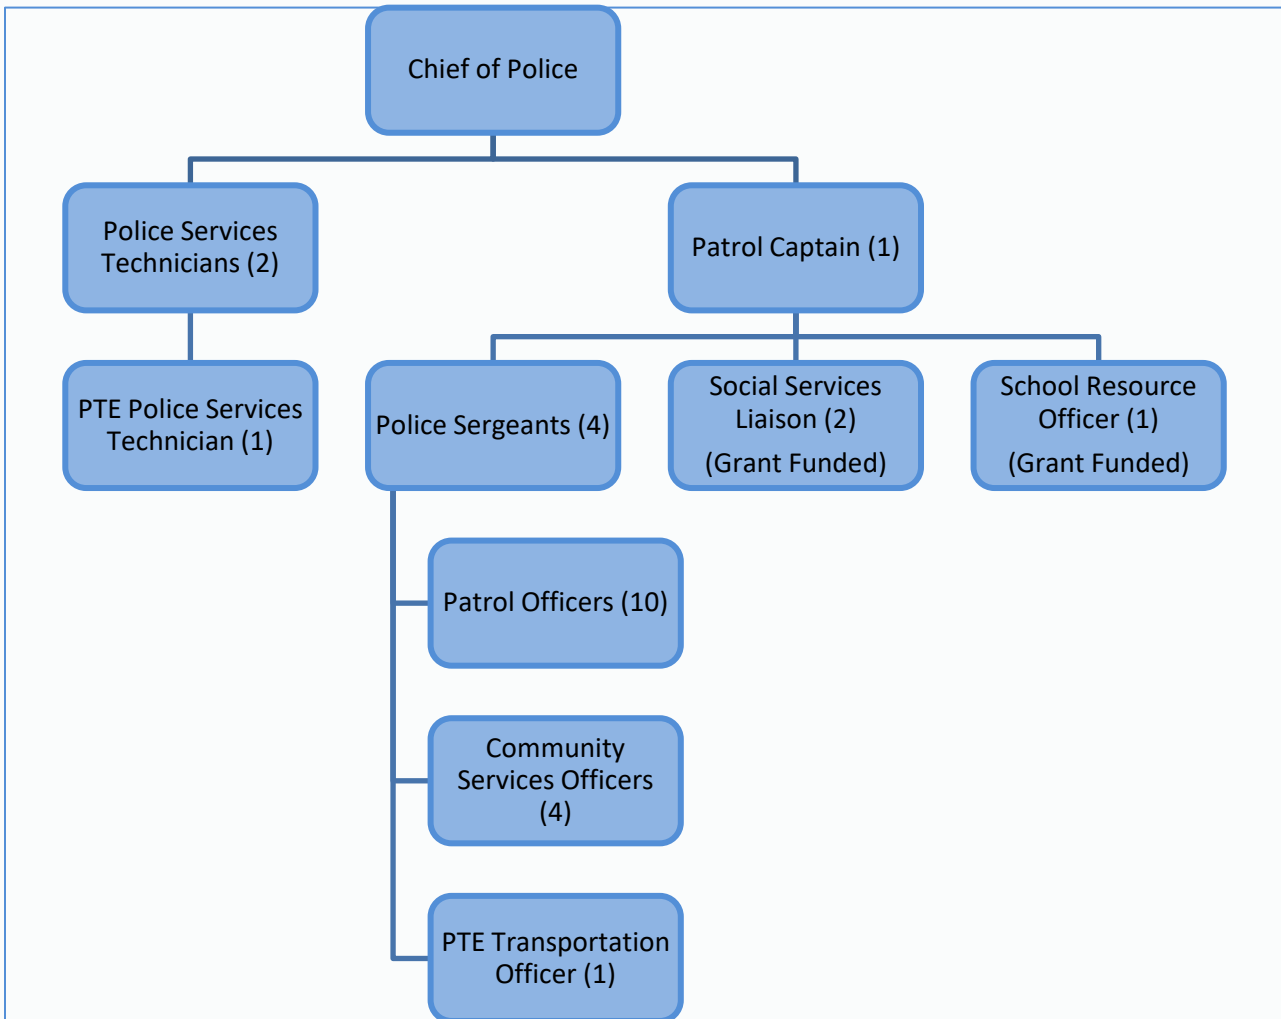 Chief of Police
Police Services
Technicians (2)
Patrol Captain (1)
PTE Police Services
Technician (1)
Police Sergeants (4)
Social Services
Liaison (2)
(Grant Funded)
School Resource
Officer (1)
(Grant Funded)
Patrol Officers (10)
Community
Services Officers
(4)
PTE Transportation
Officer (1)